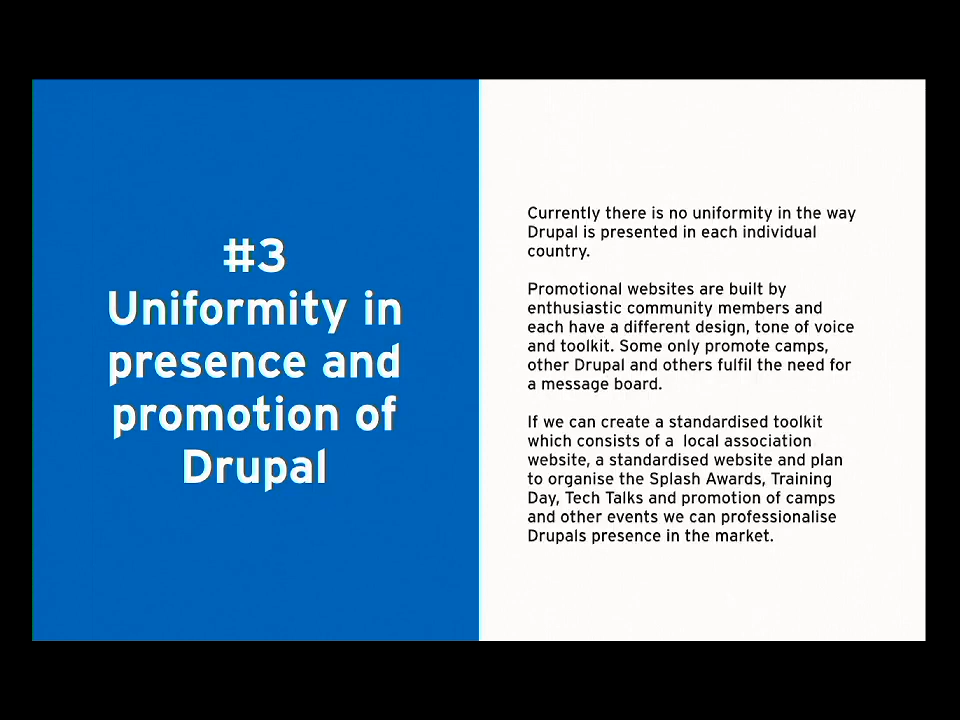 #3
Uniformity in
presence and
promotion of
Drupal
Currently there is no uniformity in the way
Drupal is presented in each individual
country.
Promotional websites are built by
enthusiastic community members and
each have a different design, tone of voice
and toolkit. Some only promote camps,
other Drupal and others fulfil the need for
a message board.
If we can create a standardised toolkit
which consists of a  local association
website, a standardised website and plan
to organise the Splash Awards, Training
Day, Tech Talks and promotion of camps
and other events we can professionalise
Drupals presence in the market.